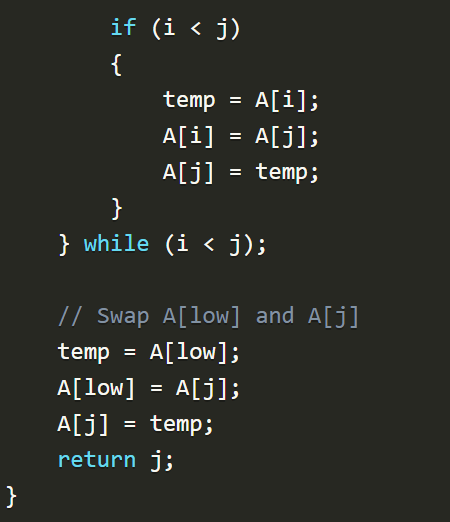 if (i < j)
{
temp = A[i];
A[i] = A[j];
A[j] = temp;
}
} while (i < j);
// Swap A[low] and A[j]
temp = A[low];
A[low] = A[j];
A[j] = temp;
return j;
}